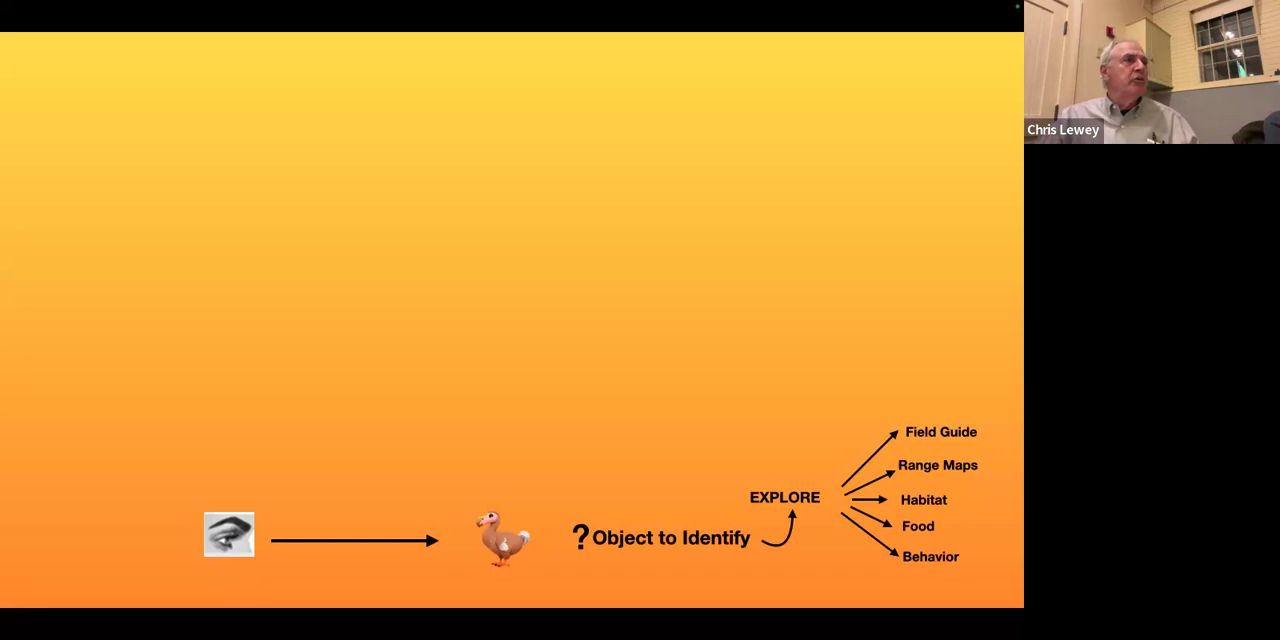 Chris Lewey
Field Guide
Range Maps
EXPLORE
Habitat
Food
? Object to Identify
Behavior